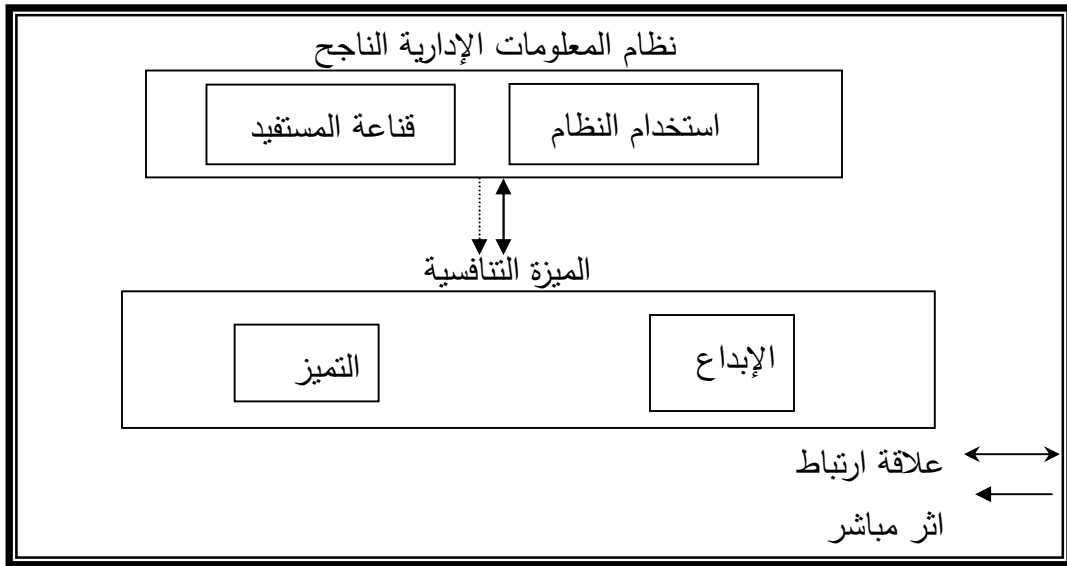 نظام المعلومات الإدارية الناجح
استخدام النظام
قناعة المستفيد
الميزة التنافسية
الإبداع
التميز
علاقة ارتباط
اثر مباشر